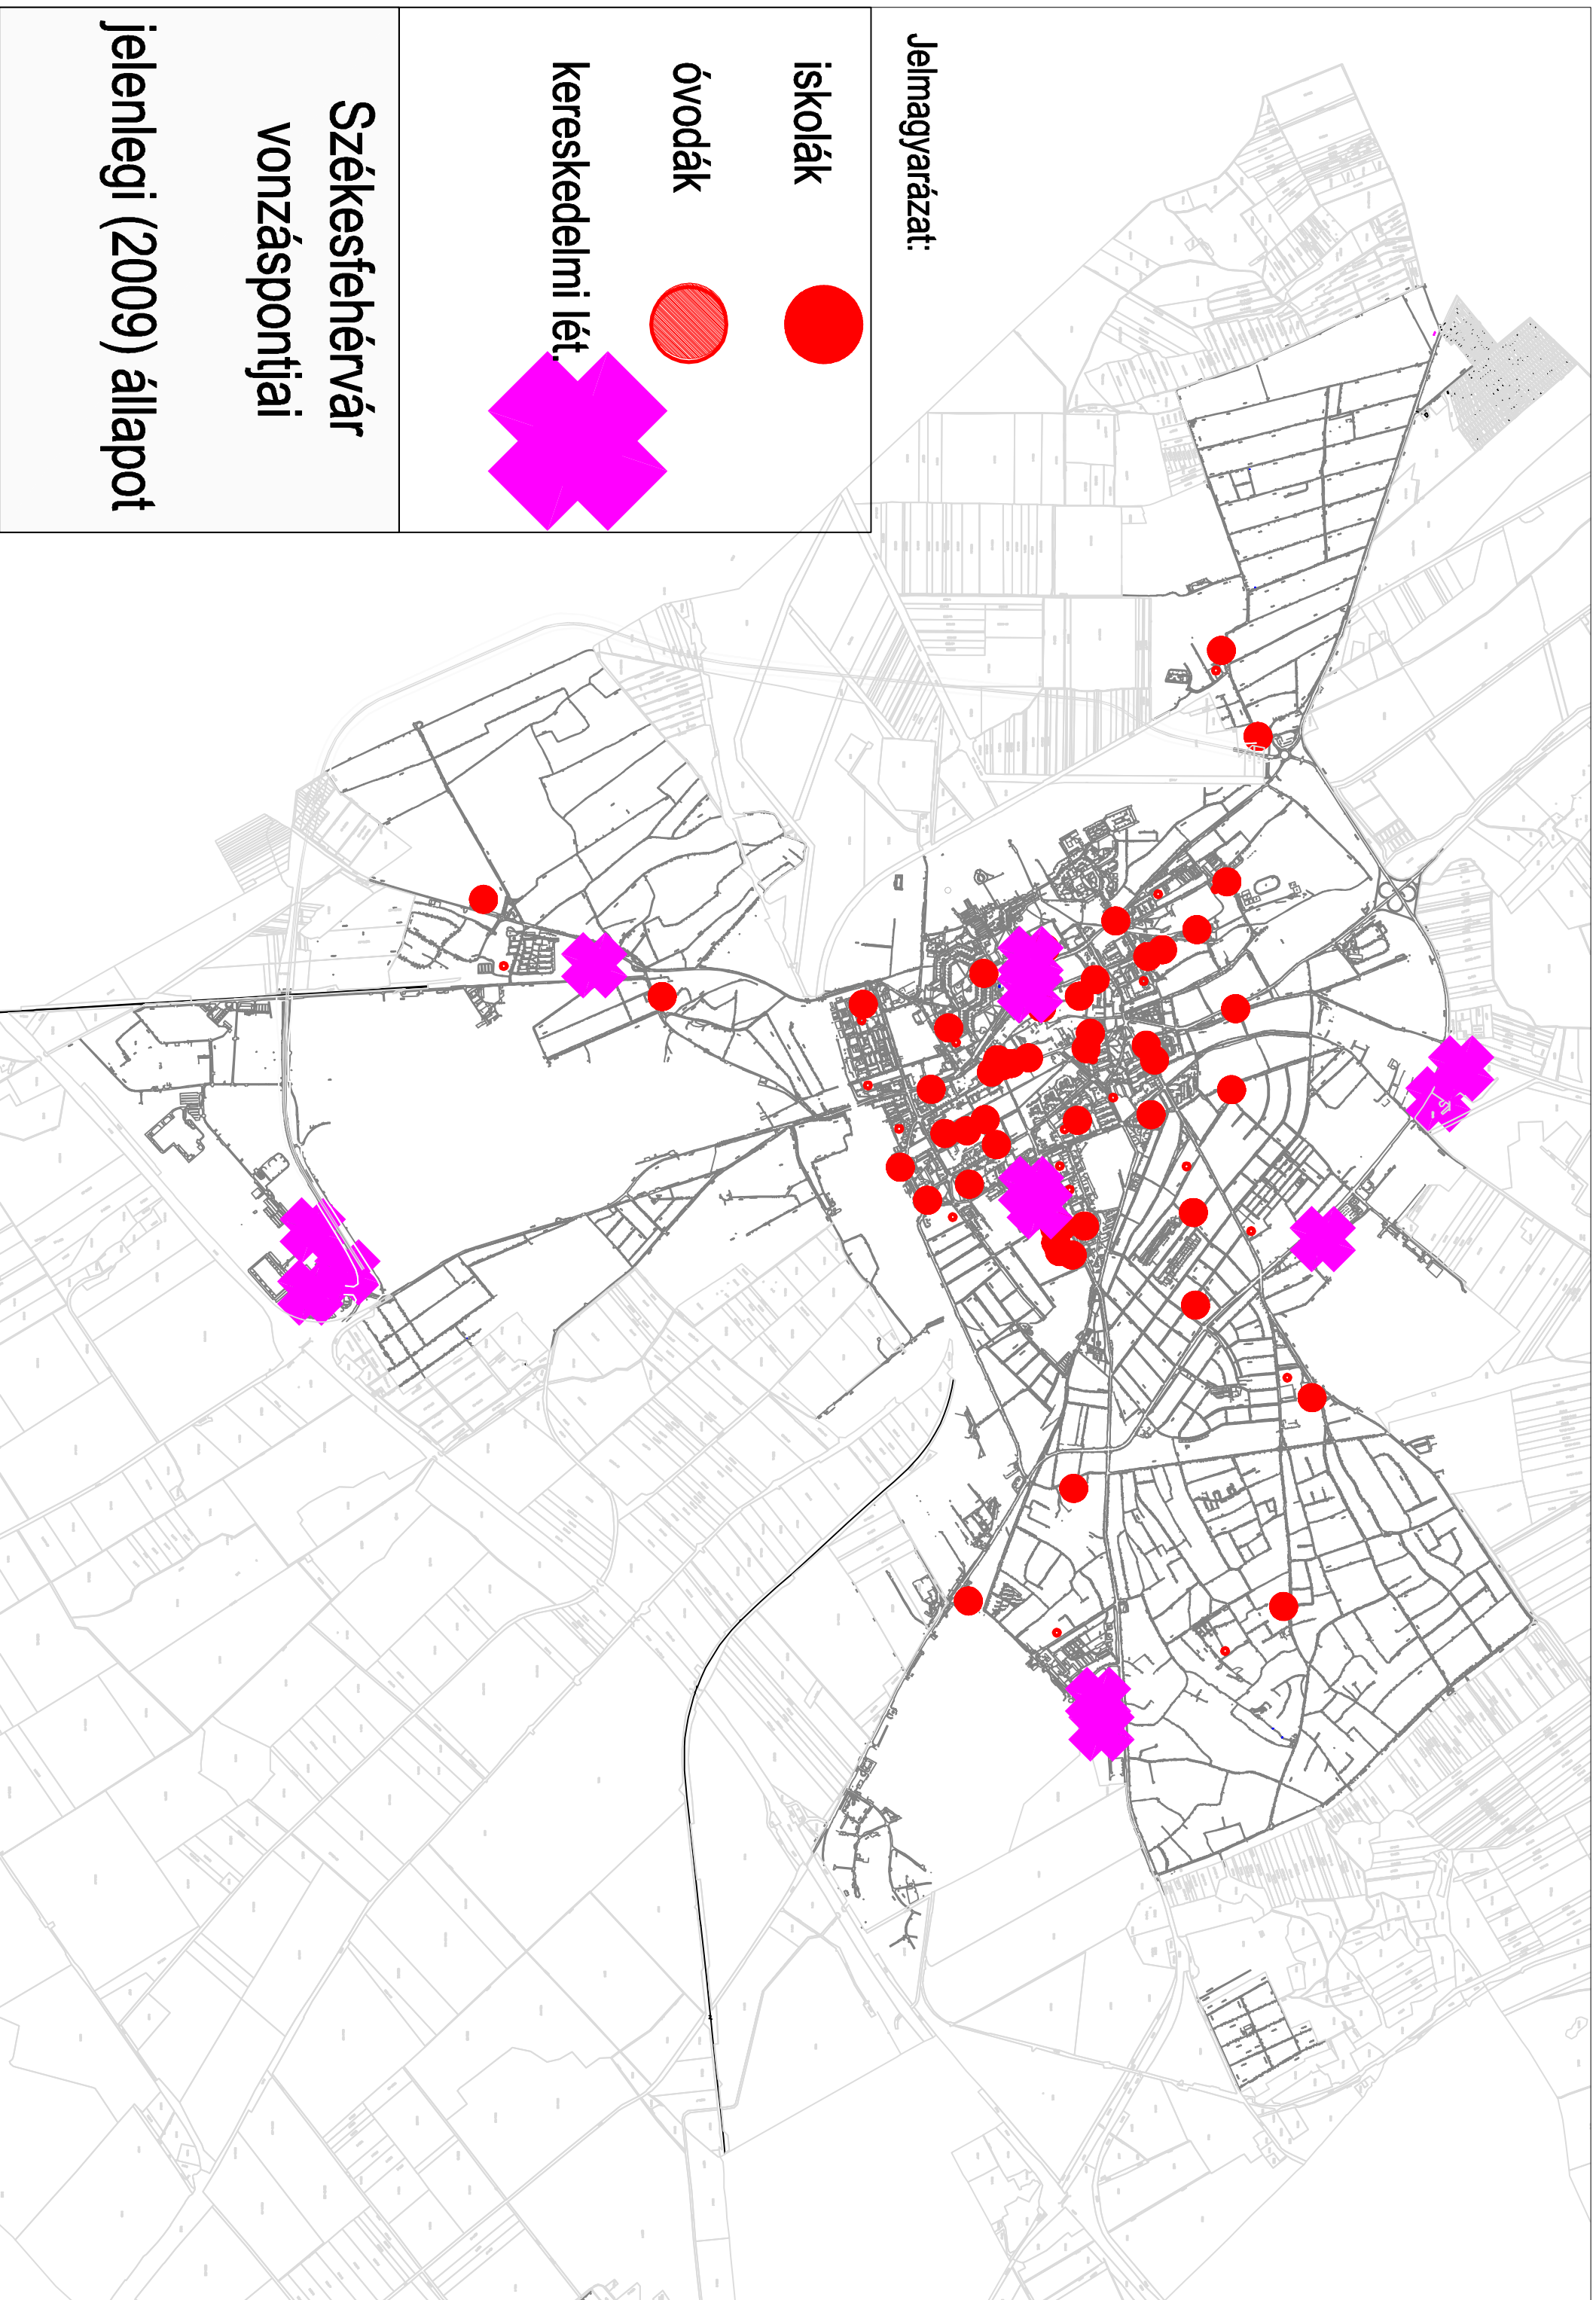 Jelmagyarázat:
iskolák
óvodák
kereskedelmi lét.
Székesfehérvár
vonzáspontjai
jelenlegi (2009) állapot